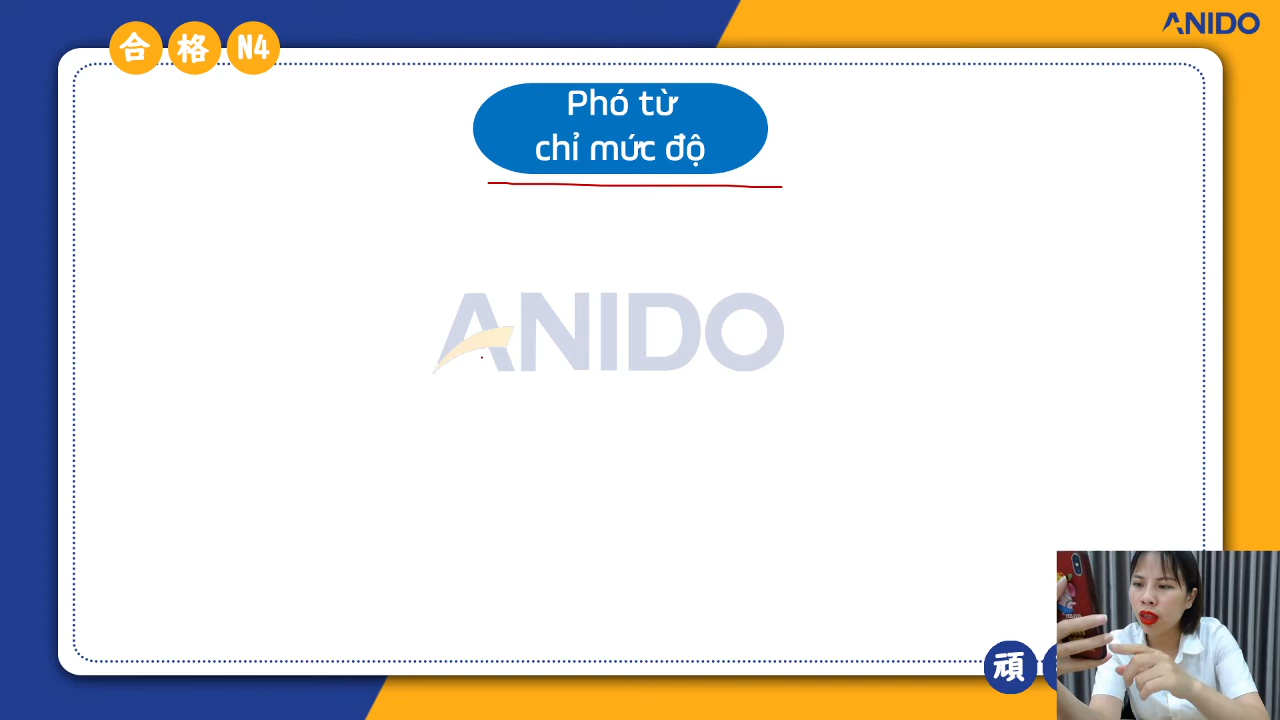 合 格 N4
ANIDO
Phó từ
chỉ mức độ
ANIDO
頑